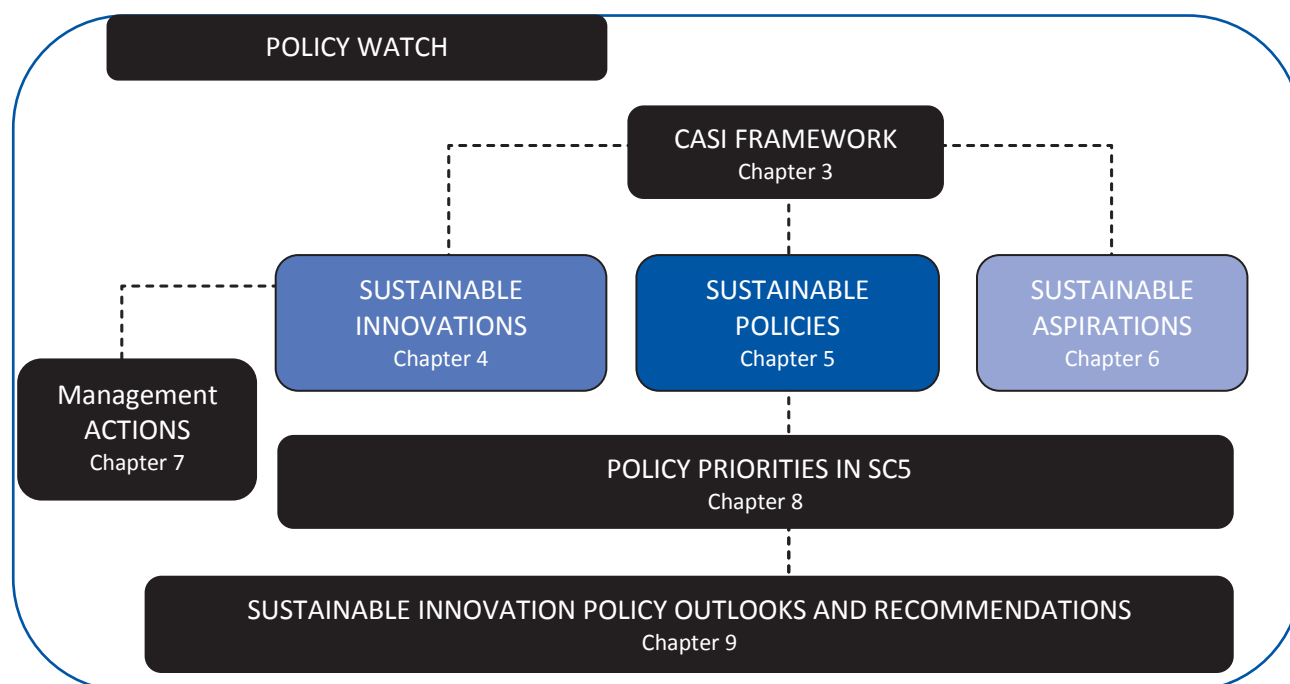 POLICY WATCH
CASI FRAMEWORK
Chapter 3
SUSTAINABLE
INNOVATIONS
Chapter 4
SUSTAINABLE
POLICIES
Chapter 5
SUSTAINABLE
ASPIRATIONS
Chapter 6
Management
ACTIONS
Chapter 7
POLICY PRIORITIES IN SC5
Chapter 8
SUSTAINABLE INNOVATION POLICY OUTLOOKS AND RECOMMENDATIONS
Chapter 9